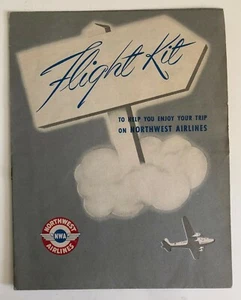 Flight Kit
TO HELP YOU ENJOY YOUR TRIP
ON NORTHWEST AIRLINES
NORTHWEST
NWA
AIRLINES